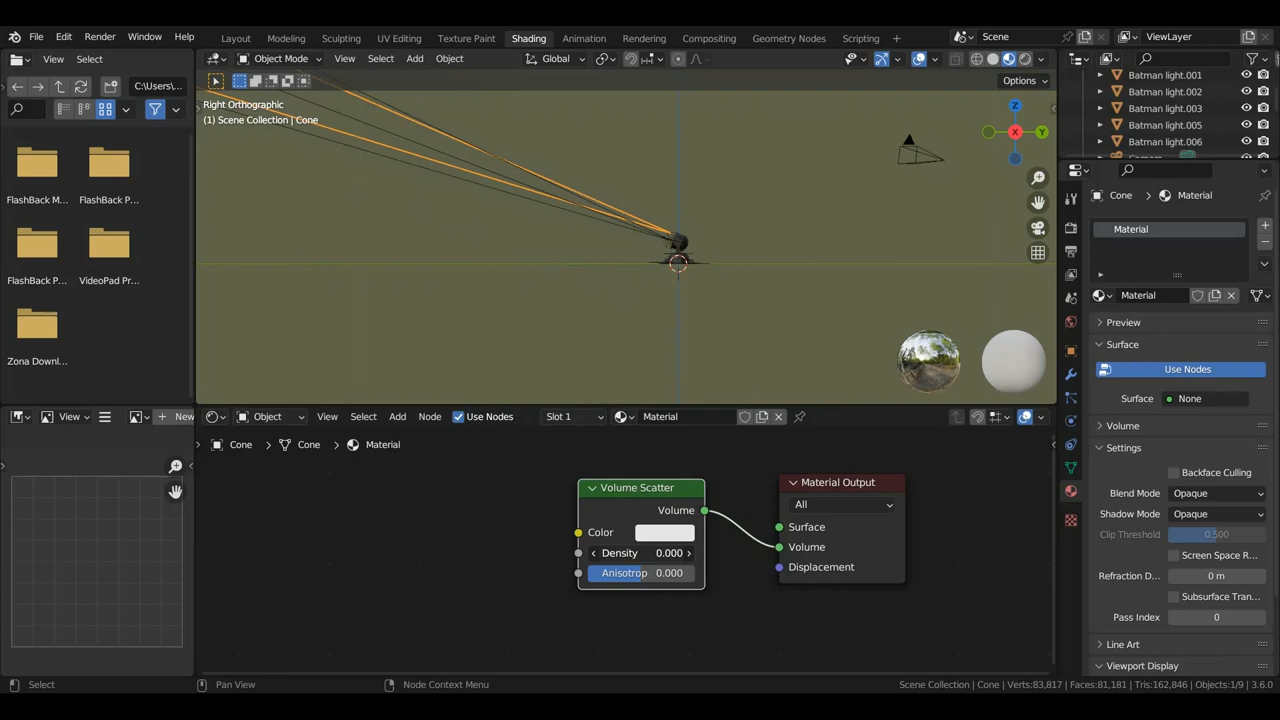 File Edit Render Window Help Layout Modeling Sculpting UV Editing Texture Paint Shading Animation Rendering Compositing Geometry Nodes Scripting Scene ViewLayer
View Select Object Mode View Select Add Object Global
C:\Users\... Options
Right Orthographic
(1) Scene Collection | Cone
Z
X
Y
Batman light.001
Batman light.002
Batman light.003
Batman light.005
Batman light.006
FlashBack M... FlashBack P...
FlashBack P... VideoPad Pr...
Zona Downl...
Cone Material
Material
Material
Preview
Surface
Use Nodes
Surface None
Volume
Settings
Backface Culling
Blend Mode Opaque
Shadow Mode Opaque
Clip Threshold 0.500
Screen Space R...
Refraction D... 0 m
Subsurface Tran...
Pass Index 0
Line Art
Viewport Display
View New Object View Select Add Node Use Nodes Slot 1 Material
Cone Cone Material
Volume Scatter
Volume
Color
Density 0.000
Anisotrop 0.000
Material Output
All
Surface
Volume
Displacement
Select Pan View Node Context Menu Scene Collection | Cone | Verts:83,817 | Faces:81,181 | Tris:162,846 | Objects:1/9 | 3.6.0